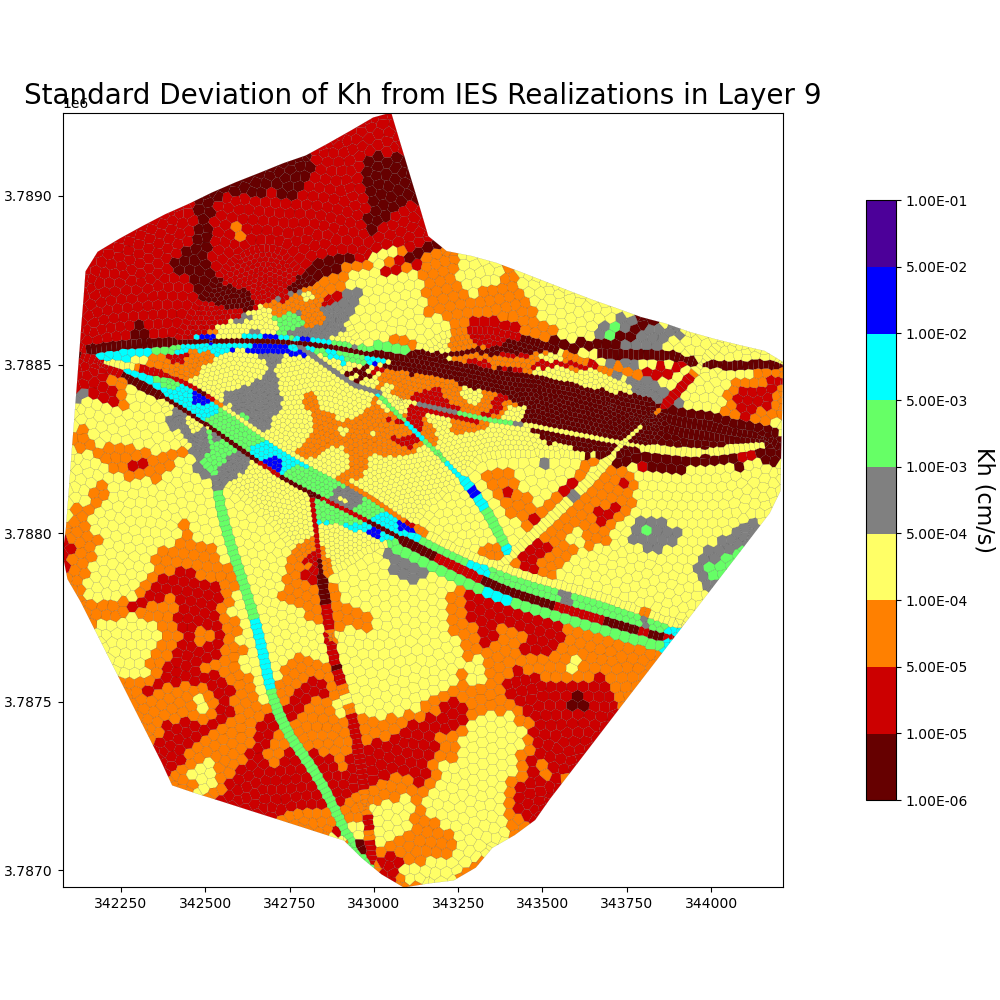 Standard Deviation of Kh from IES Realizations in Layer 9
1e6
3.7890
3.7885
3.7880
3.7875
3.7870
342250 342500 342750 343000 343250 343500 343750 344000
1.00E-01
5.00E-02
1.00E-02
5.00E-03
1.00E-03
5.00E-04
1.00E-04
5.00E-05
1.00E-05
1.00E-06
Kh (cm/s)